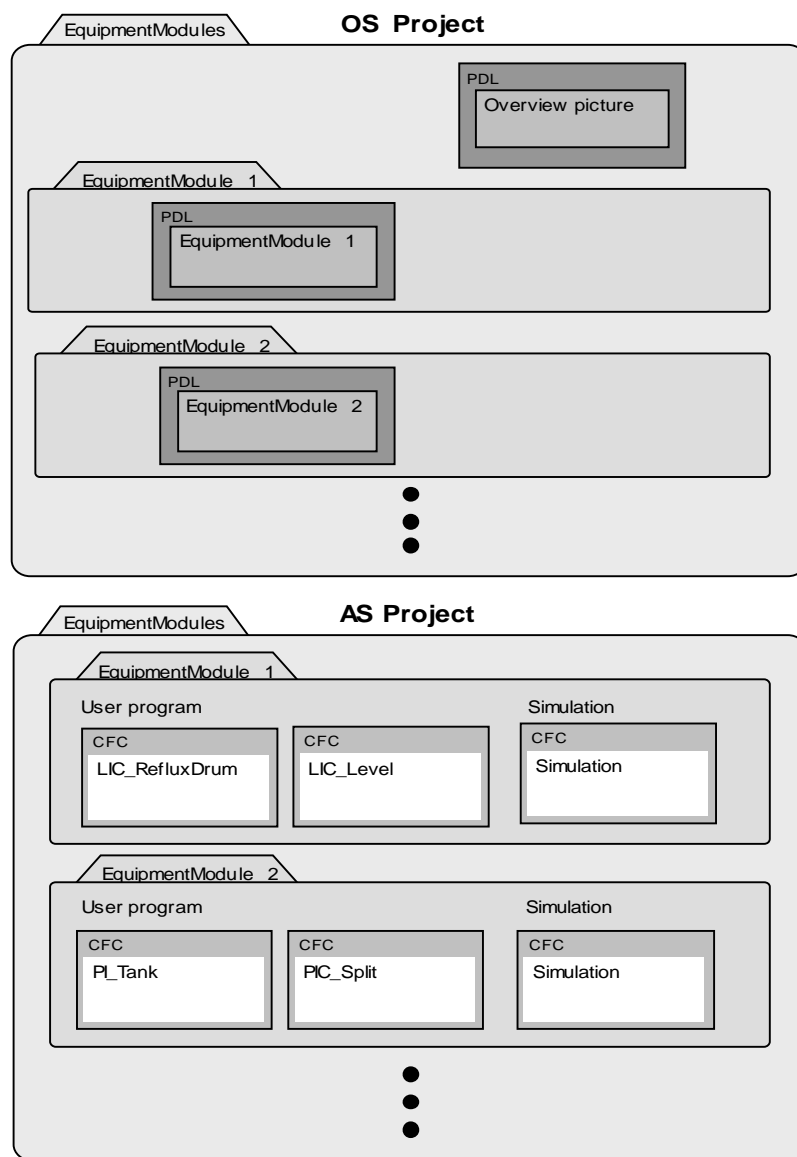 EquipmentModules
OS Project
PDL
Overview picture
EquipmentModule 1
PDL
EquipmentModule 1
EquipmentModule 2
PDL
EquipmentModule 2
EquipmentModules
AS Project
EquipmentModule 1
User program
Simulation
CFC
LIC_RefluxDrum
CFC
LIC_Level
CFC
Simulation
EquipmentModule 2
User program
Simulation
CFC
PI_Tank
CFC
PIC_Split
CFC
Simulation